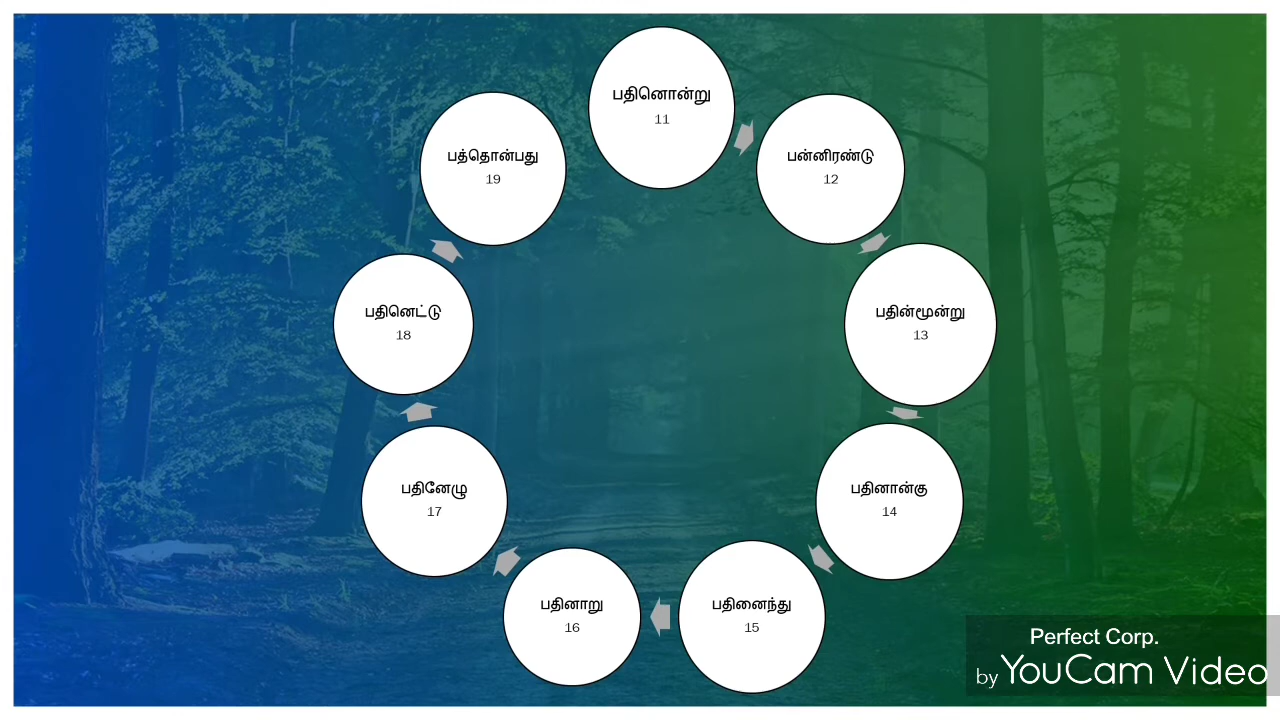 பதினொன்று
11
பன்னிரண்டு
12
பதின்மூன்று
13
பதினான்கு
14
பதினைந்து
15
பதினாறு
16
பதினேழு
17
பதினெட்டு
18
பத்தொன்பது
19
Perfect Corp.
by YouCam Video